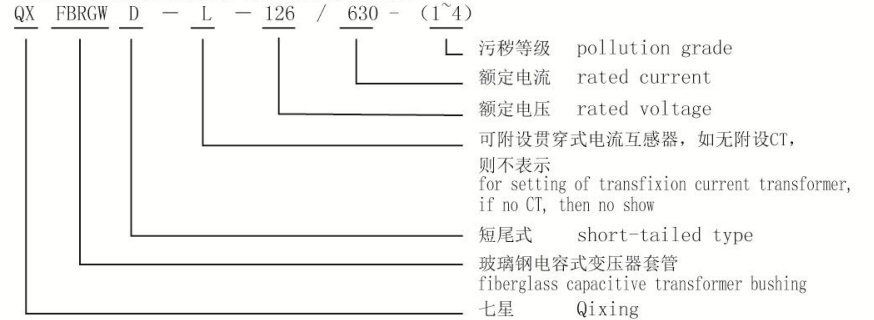 QX FBRGW D — L — 126 / 630 - (1~4)
污秽等级 pollution grade
额定电流 rated current
额定电压 rated voltage
可附设贯穿式电流互感器，如无附设CT，
则不表示
for setting of transfixion current transformer,
if no CT, then no show
短尾式 short-tailed type
玻璃钢电容式变压器套管
fiberglass capacitive transformer bushing
七星 Qixing